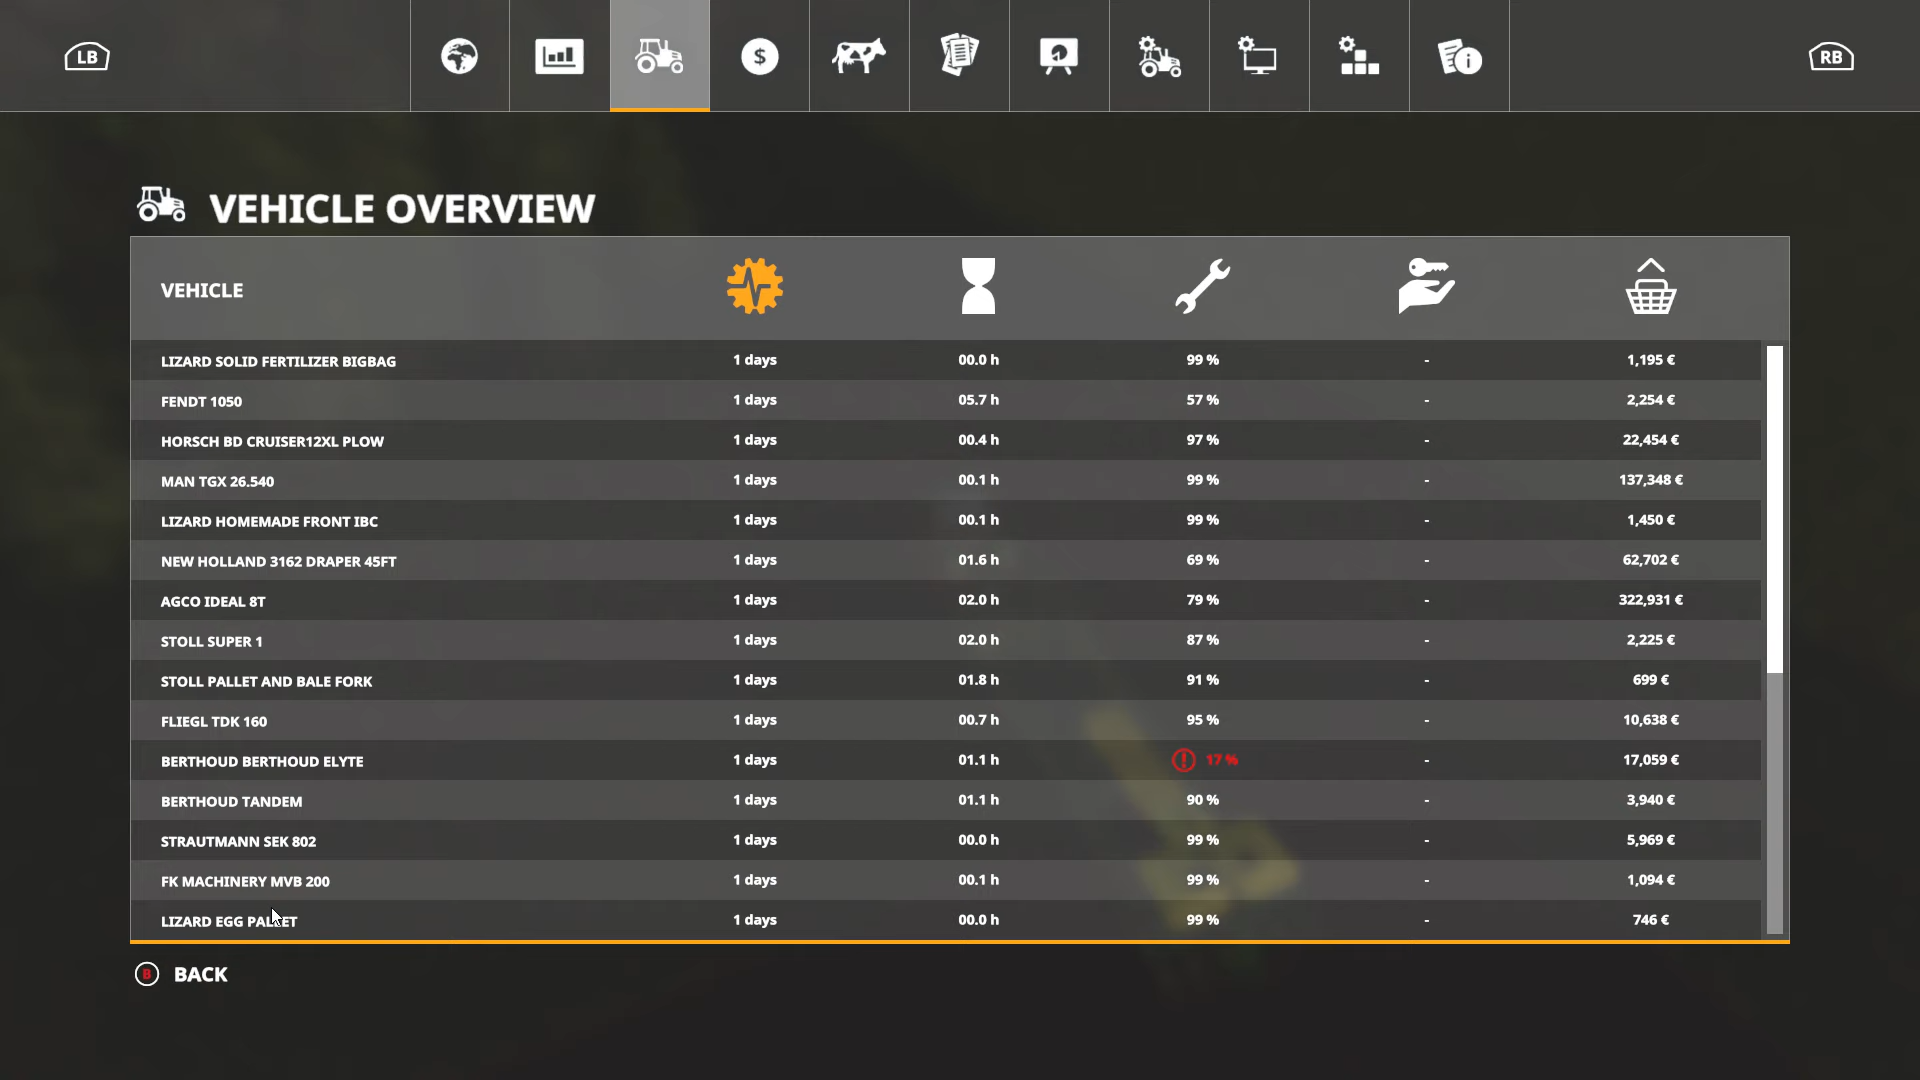 LB
RB
VEHICLE OVERVIEW
VEHICLE
LIZARD SOLID FERTILIZER BIGBAG 1 days 00.0 h 99 % - 1,195 €
FENDT 1050 1 days 05.7 h 57 % - 2,254 €
HORSCH BD CRUISER12XL PLOW 1 days 00.4 h 97 % - 22,454 €
MAN TGX 26.540 1 days 00.1 h 99 % - 137,348 €
LIZARD HOMEMADE FRONT IBC 1 days 00.1 h 99 % - 1,450 €
NEW HOLLAND 3162 DRAPER 45FT 1 days 01.6 h 69 % - 62,702 €
AGCO IDEAL 8T 1 days 02.0 h 79 % - 322,931 €
STOLL SUPER 1 1 days 02.0 h 87 % - 2,225 €
STOLL PALLET AND BALE FORK 1 days 01.8 h 91 % - 699 €
FLIEGL TDK 160 1 days 00.7 h 95 % - 10,638 €
BERTHOUD BERTHOUD ELYTE 1 days 01.1 h 17 % - 17,059 €
BERTHOUD TANDEM 1 days 01.1 h 90 % - 3,940 €
STRAUTMANN SEK 802 1 days 00.0 h 99 % - 5,969 €
FK MACHINERY MVB 200 1 days 00.1 h 99 % - 1,094 €
LIZARD EGG PALLET 1 days 00.0 h 99 % - 746 €
B BACK